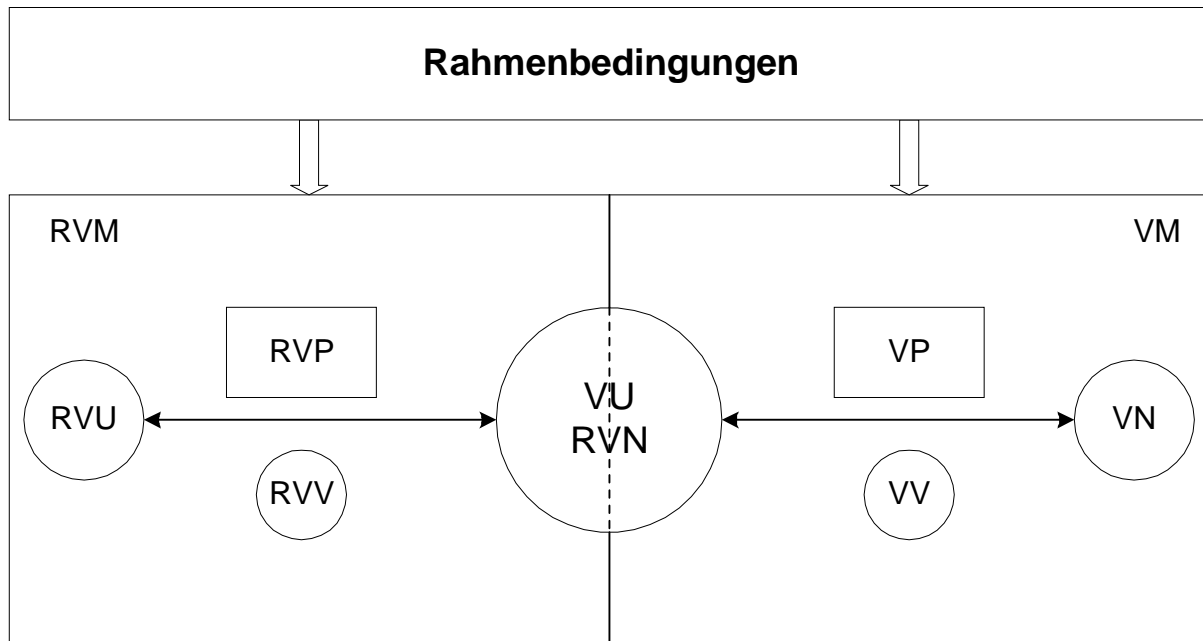 Rahmenbedingungen
RVM
VM
RVP
VP
RVU
VU
RVN
VN
RVV
VV